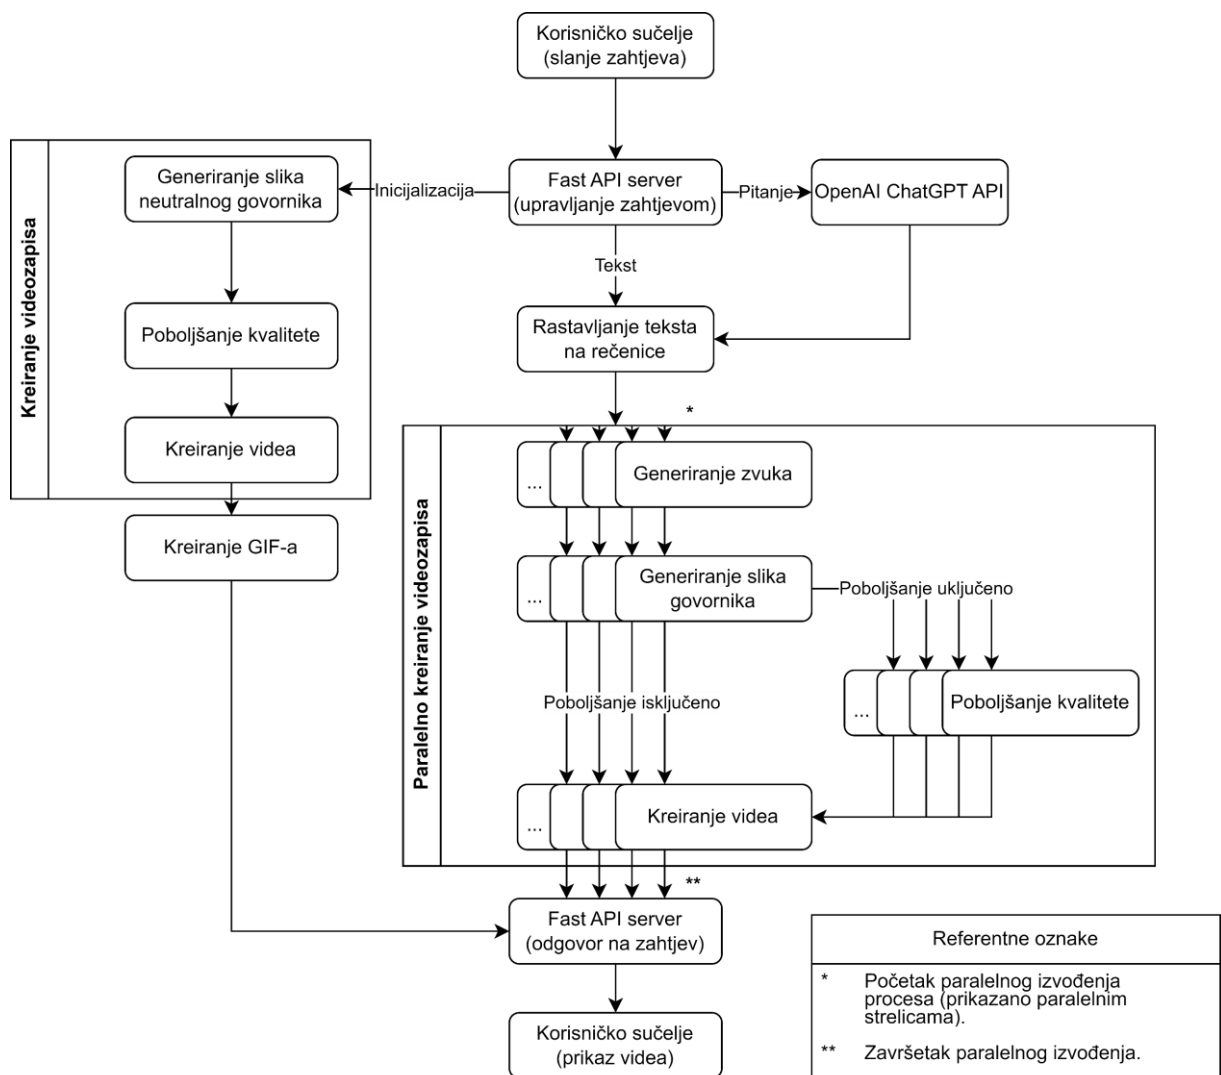 Korisničko sučelje
(slanje zahtjeva)
Kreiranje videozapisa
Generiranje slika
neutralnog govornika
Inicijalizacija
Fast API server
(upravljanje zahtjevom)
Pitanje
OpenAI ChatGPT API
Tekst
Poboljšanje kvalitete
Rastavljanje teksta
na rečenice
Kreiranje videa
Kreiranje GIF-a
*
Paralelno kreiranje videozapisa
...
Generiranje zvuka
...
Generiranje slika
govornika
Poboljšanje uključeno
Poboljšanje isključeno
...
Poboljšanje kvalitete
...
Kreiranje videa
**
Fast API server
(odgovor na zahtjev)
Korisničko sučelje
(prikaz videa)
Referentne oznake
* Početak paralelnog izvođenja
procesa (prikazano paralelnim
strelicama).
** Završetak paralelnog izvođenja.